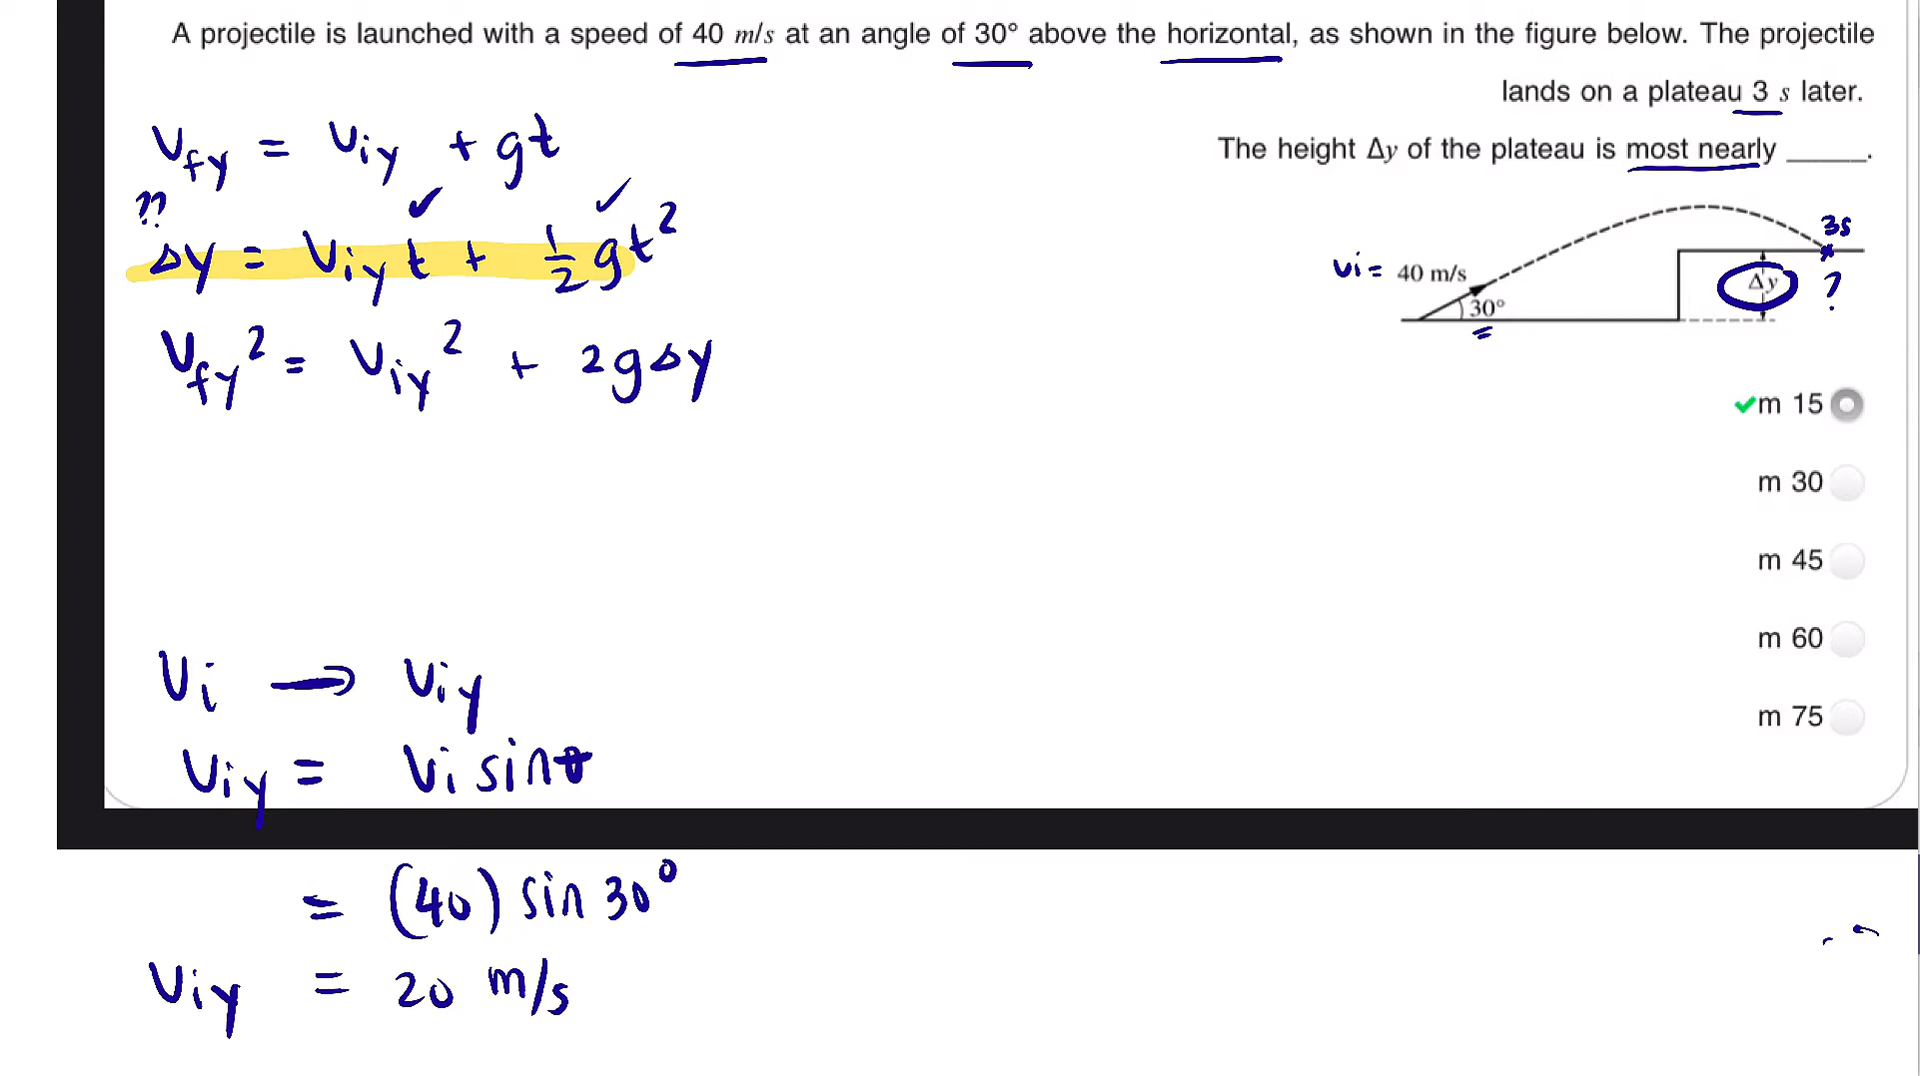 A projectile is launched with a speed of 40 m/s at an angle of 30° above the horizontal, as shown in the figure below. The projectile
lands on a plateau 3 s later.
The height Δy of the plateau is most nearly _____.
Vfy = Viy + gt
??
Δy = Viy t + 1/2 gt²
Vfy² = Viy² + 2gΔy
3s
Vi = 40 m/s
30°
Δy
?
m 15
m 30
m 45
m 60
m 75
Vi → Viy
Viy = Vi sinθ
= (40) sin 30°
Viy = 20 m/s